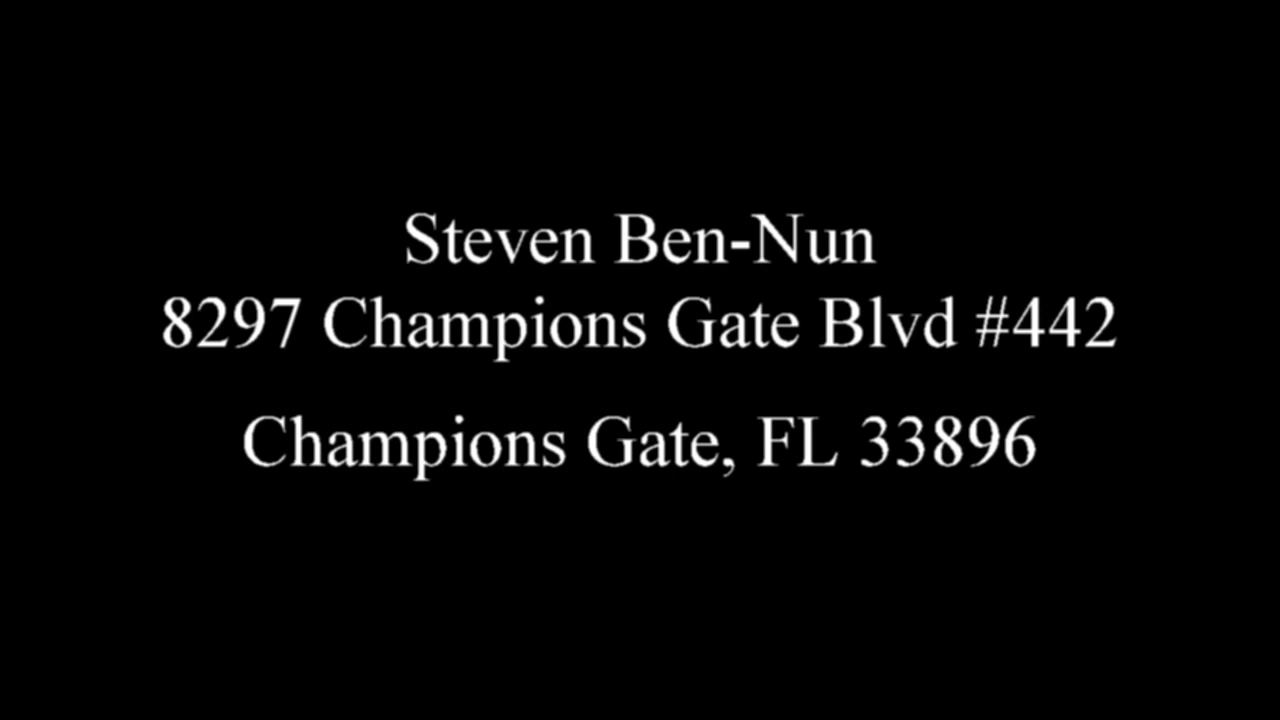 Steven Ben-Nun
8297 Champions Gate Blvd #442
Champions Gate, FL 33896